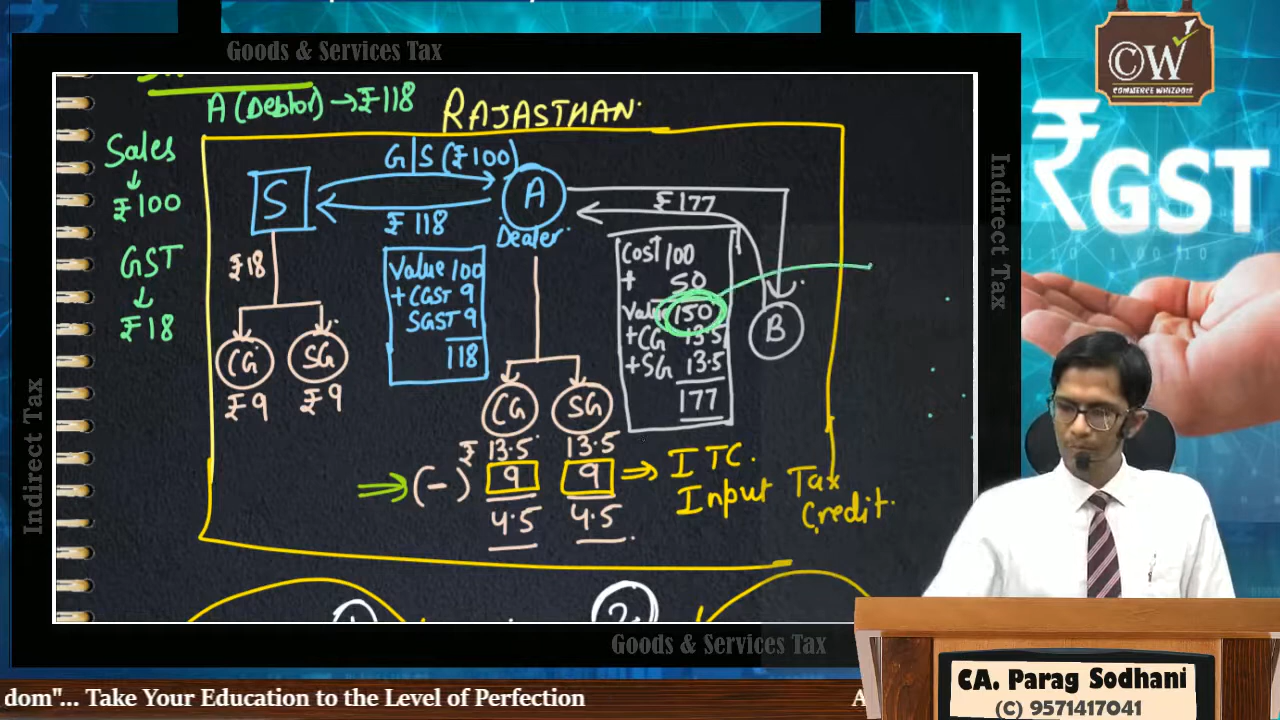 Goods & Services Tax
©W
COMMERCE WHIZDOM
A (Debtor) → ₹118
RAJASTHAN.
Sales
↓
₹100
GST
↓
₹18
G|S (₹100)
S
A
₹118
Dealer.
₹177
₹18
Value 100
+ CGST 9
SGST 9
118
Cost 100
+ 50
Value 150
+CG 13.5
+SG 13.5
177
B
CG
SG
₹9
₹9
CG
SG
₹ 13.5
13.5
⇒ (-) 9
9 ⇒ ITC.
Input Tax Credit.
4.5
4.5
2.
Indirect Tax
Indirect Tax
₹GST
Goods & Services Tax
CA. Parag Sodhani
(C) 9571417041
dom"... Take Your Education to the Level of Perfection
A